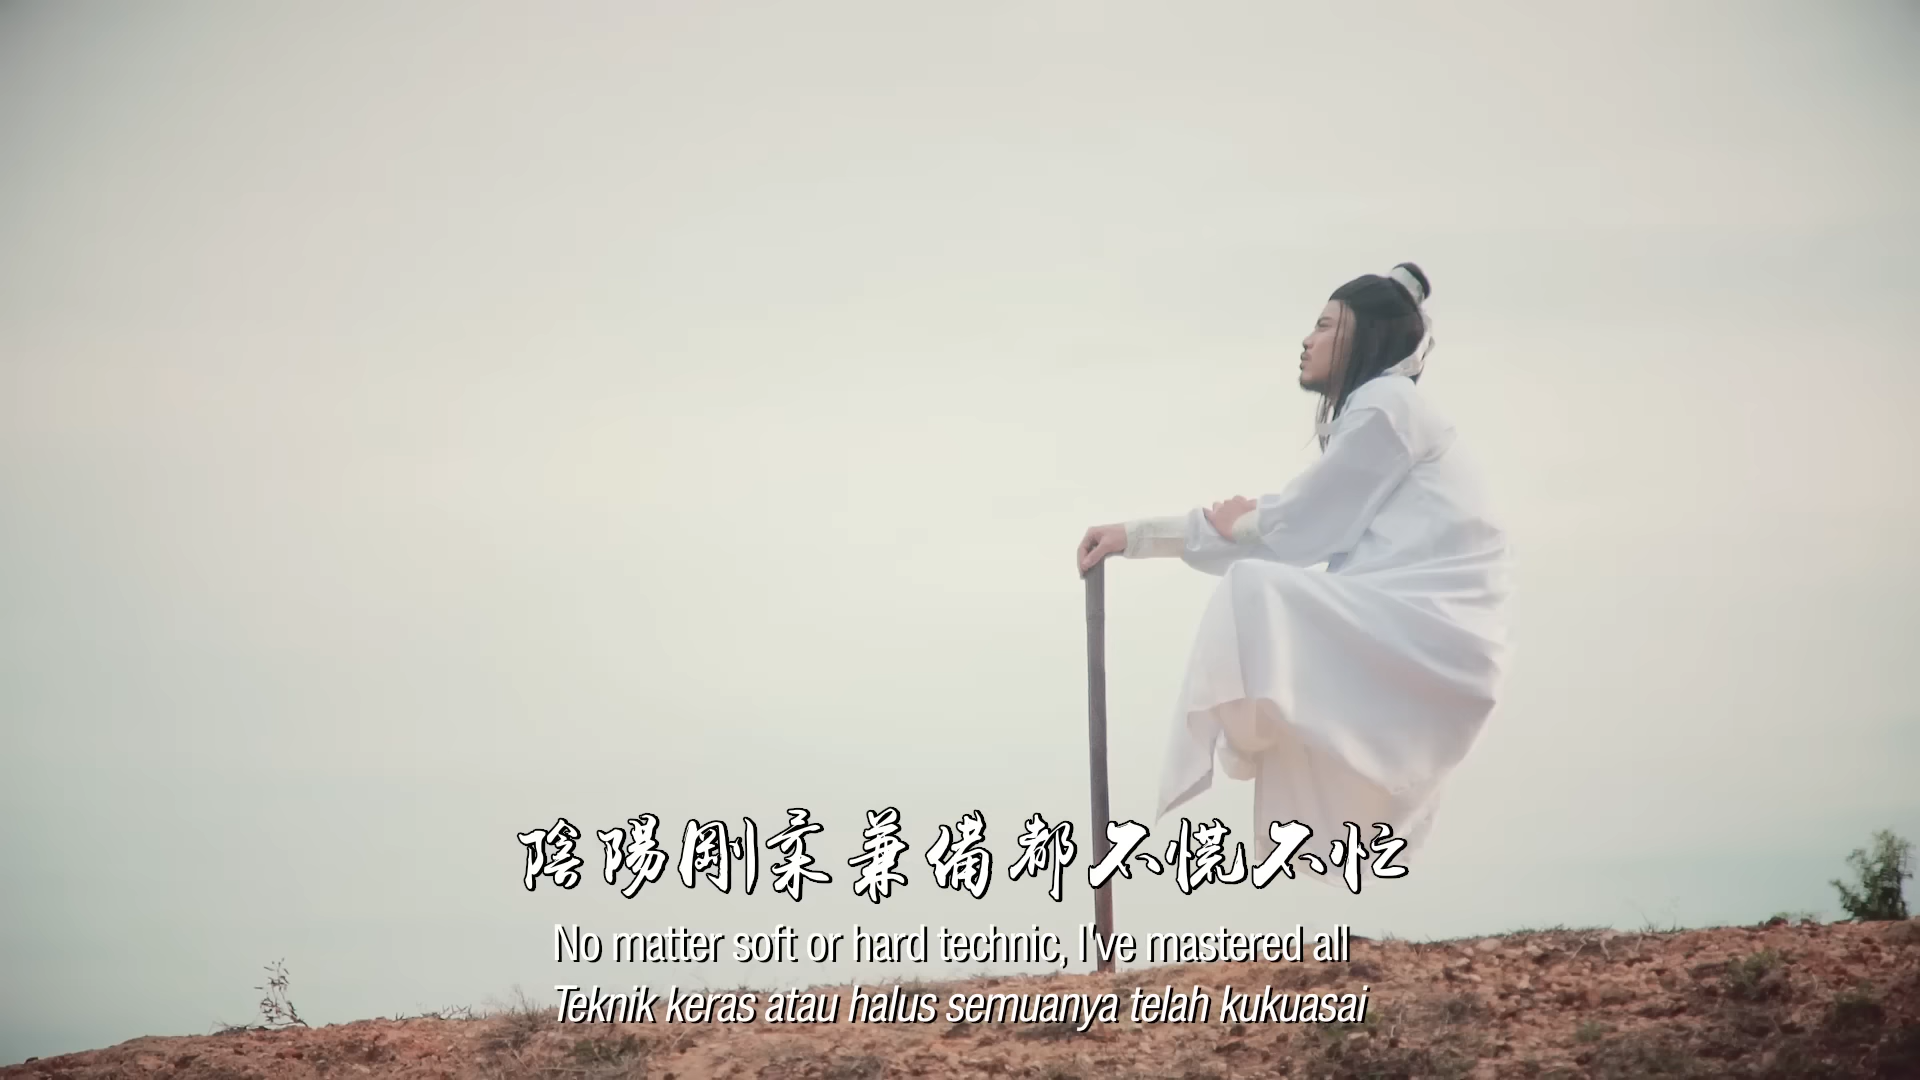 陰陽剛柔兼備都不慌不忙
No matter soft or hard technic, I've mastered all
Teknik keras atau halus semuanya telah kukuasai